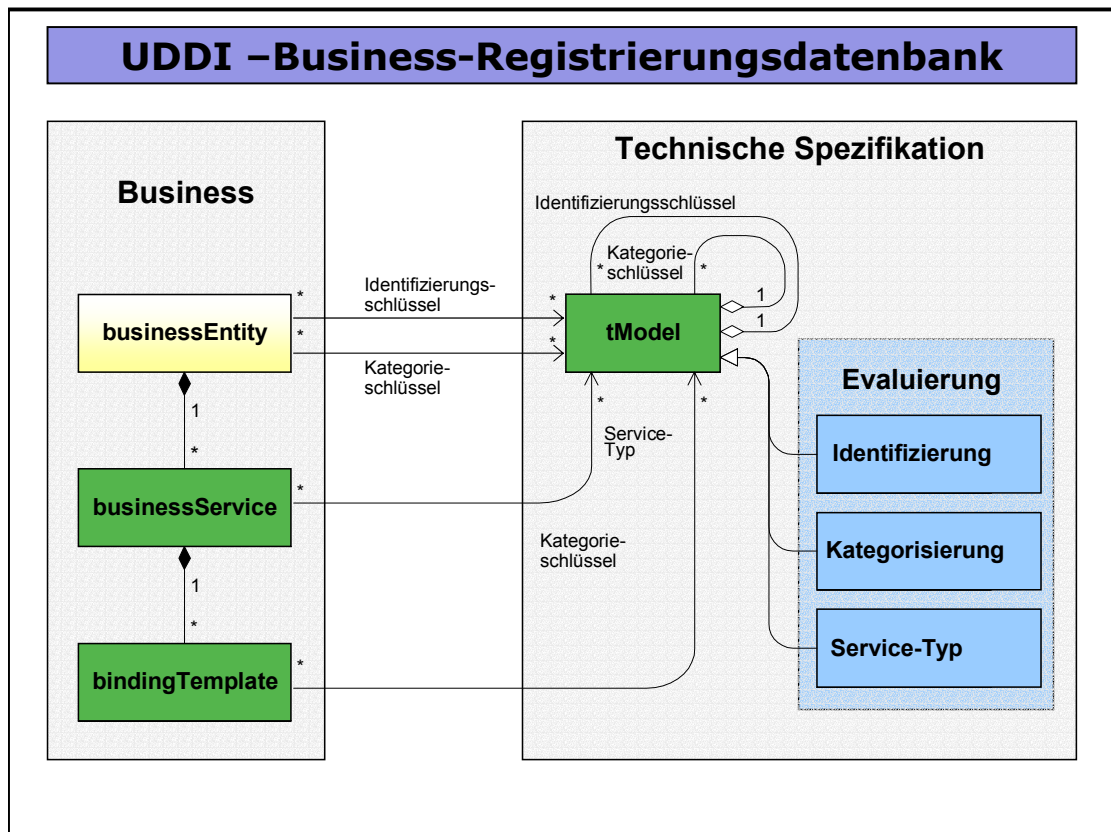 UDDI –Business-Registrierungsdatenbank
Business
businessEntity
1
*
businessService
1
*
bindingTemplate
*
*
*
*
Identifizierungs-
schlüssel
Kategorie-
schlüssel
*
*
Technische Spezifikation
Identifizierungsschlüssel
Kategorie-
schlüssel
*
*
1
1
tModel
*
*
Service-
Typ
Kategorie-
schlüssel
Evaluierung
Identifizierung
Kategorisierung
Service-Typ